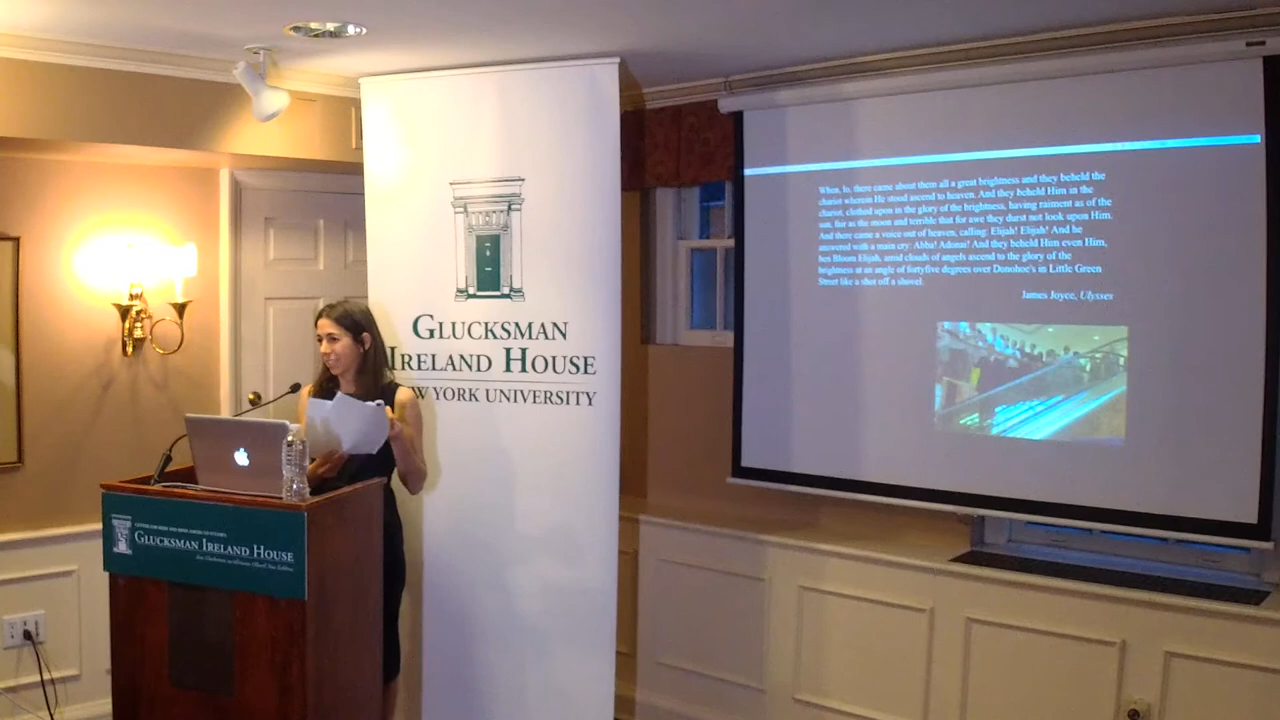 GLUCKSMAN
IRELAND HOUSE
YORK UNIVERSITY
GLUCKSMAN IRELAND HOUSE
When, lo, there came about them all a great brightness and they beheld the
chariot wherein He stood ascend to heaven. And they beheld Him in the
chariot, clothed upon in the glory of the brightness, having raiment as of the
sun, fair as the moon and terrible that for awe they durst not look upon Him.
And there came a voice out of heaven, calling: Elijah! Elijah! And he
answered with a main cry: Abba! Adonai! And they beheld Him even Him,
ben Bloom Elijah, amid clouds of angels ascend to the glory of the
brightness at an angle of fortyfive degrees over Donohoe's in Little Green
Street like a shot off a shovel.
James Joyce, Ulysses